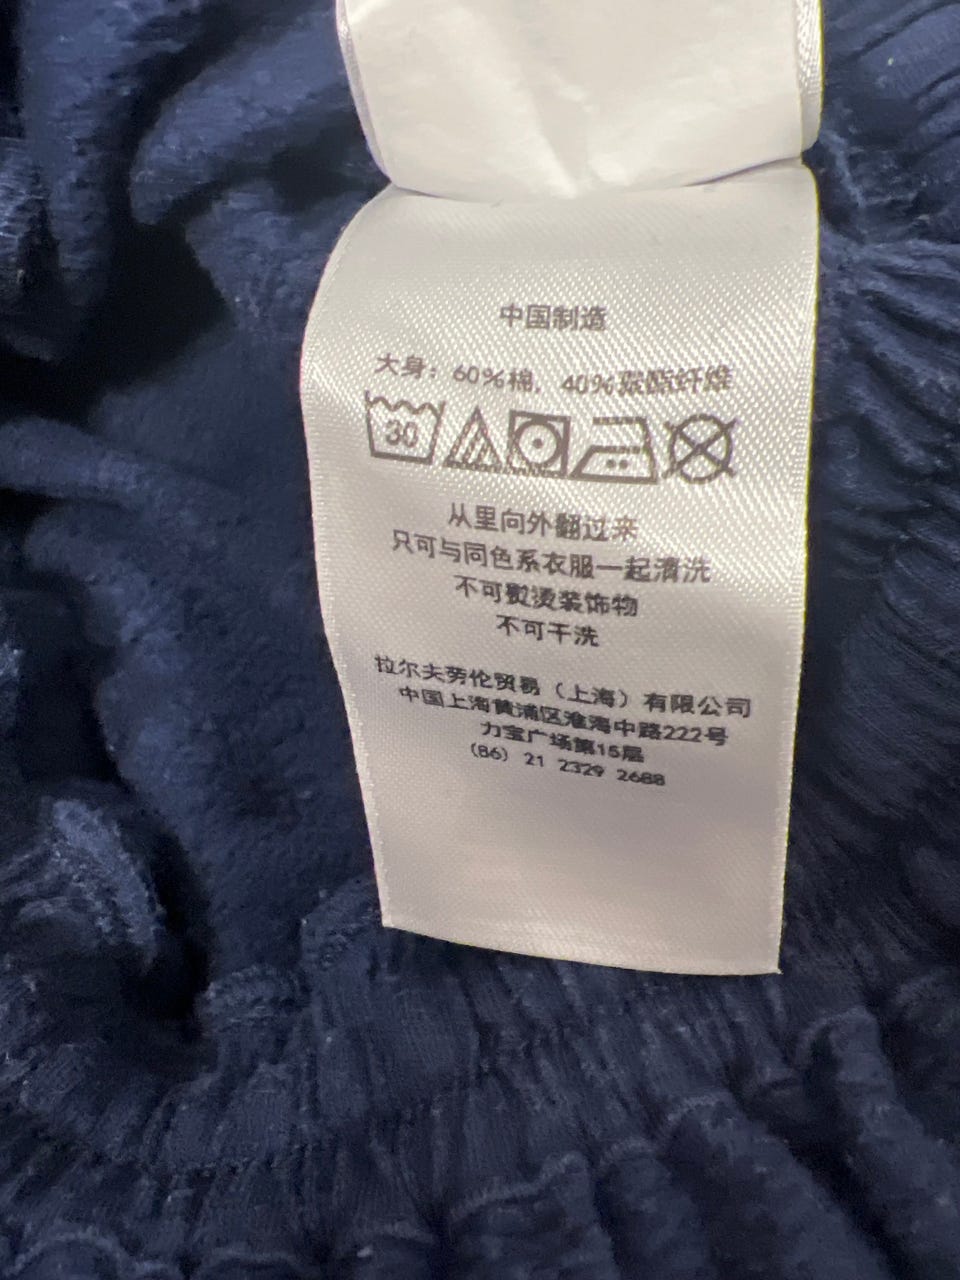 中国制造
大身：60%棉，40%聚酯纤维
30
从里向外翻过来
只可与同色系衣服一起清洗
不可熨烫装饰物
不可干洗
拉尔夫劳伦贸易（上海）有限公司
中国上海黄浦区淮海中路222号
力宝广场第15层
(86) 21 2329 2688